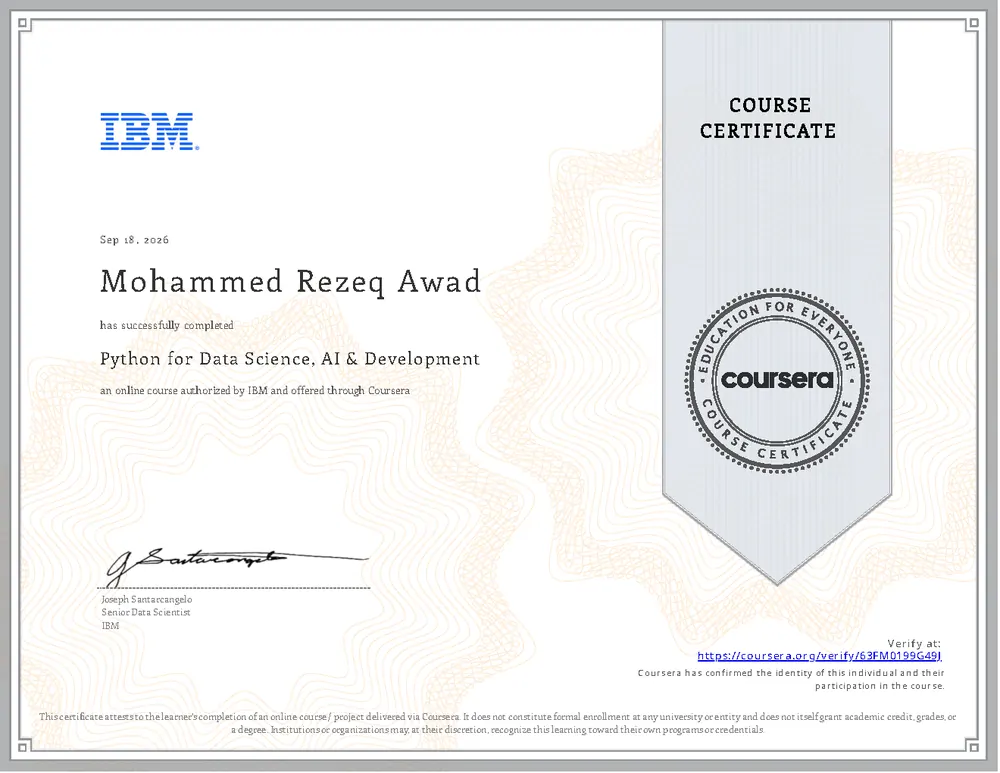 IBM
COURSE
CERTIFICATE
Sep 18, 2026
Mohammed Rezeq Awad
has successfully completed
Python for Data Science, AI & Development
an online course authorized by IBM and offered through Coursera
EDUCATION FOR EVERYONE
coursera
COURSE CERTIFICATE
Joseph Santarcangelo
Senior Data Scientist
IBM
Verify at:
https://coursera.org/verify/63FM0199G49J
Coursera has confirmed the identity of this individual and their
participation in the course.
This certificate attests to the learner's completion of an online course / project delivered via Coursera. It does not constitute formal enrollment at any university or entity and does not itself grant academic credit, grades, or
a degree. Institutions or organizations may, at their discretion, recognize this learning toward their own programs or credentials.